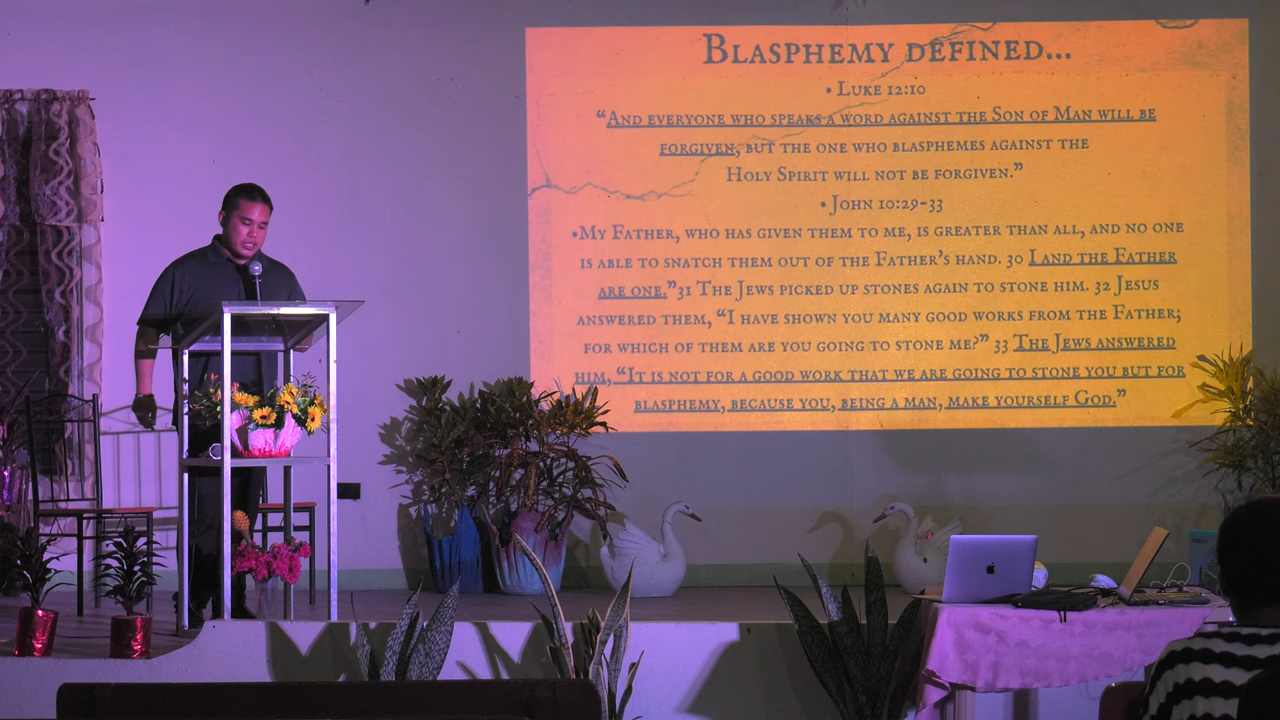 Blasphemy defined...
• Luke 12:10
“And everyone who speaks a word against the Son of Man will be
forgiven, but the one who blasphemes against the
Holy Spirit will not be forgiven.”
• John 10:29-33
•My Father, who has given them to me, is greater than all, and no one
is able to snatch them out of the Father’s hand. 30 I and the Father
are one.”31 The Jews picked up stones again to stone him. 32 Jesus
answered them, “I have shown you many good works from the Father;
for which of them are you going to stone me?” 33 The Jews answered
him, “It is not for a good work that we are going to stone you but for
blasphemy, because you, being a man, make yourself God.”